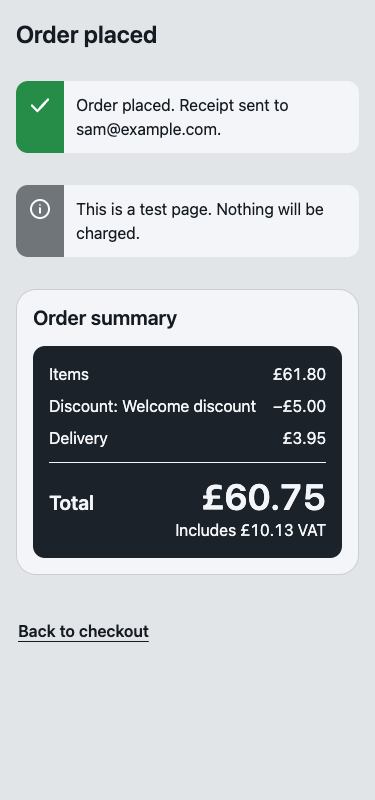 Order placed
Order placed. Receipt sent to
sam@example.com.
This is a test page. Nothing will be
charged.
Order summary
Items £61.80
Discount: Welcome discount −£5.00
Delivery £3.95
Total £60.75
Includes £10.13 VAT
Back to checkout